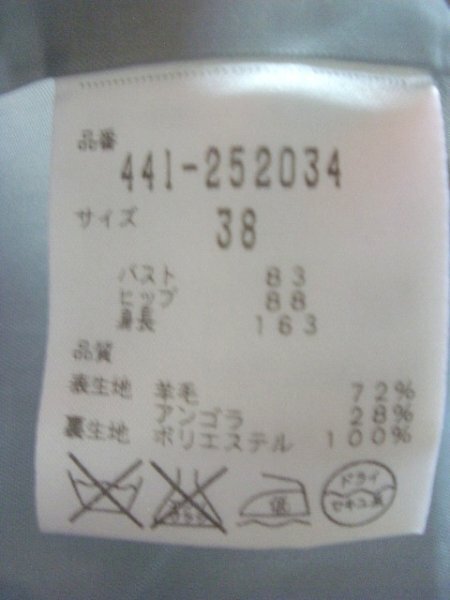 品番
441-252034
サイズ 38
バスト 83
ヒップ 88
身長 163
品質
表生地 羊毛 72%
アンゴラ 28%
裏生地 ポリエステル 100%
低
ドライ
セキユ系